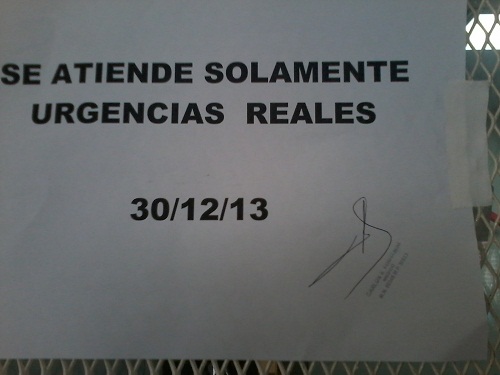 SE ATIENDE SOLAMENTE
URGENCIAS REALES
30/12/13